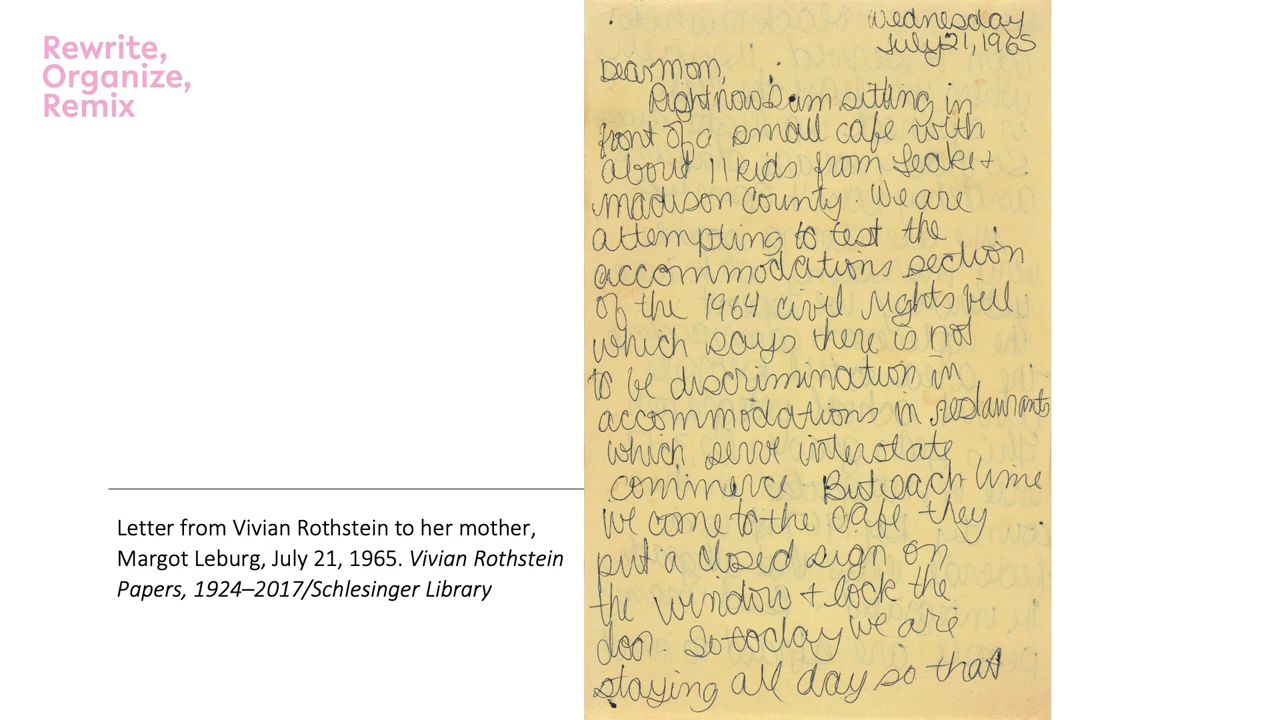 Rewrite,
Organize,
Remix
Letter from Vivian Rothstein to her mother,
Margot Leburg, July 21, 1965. Vivian Rothstein
Papers, 1924–2017/Schlesinger Library
Wednesday
July 21, 1965
Dear Mom,
Right now I am sitting in
front of a small cafe with
about 11 kids from Leake +
Madison County. We are
attempting to test the
accommodations section
of the 1964 civil rights bill
which says there is not
to be discrimination in
accommodations in restaurants
which serve interstate
commerce. But each time
we come to the cafe they
put a closed sign on
the window + lock the
door. So today we are
staying all day so that